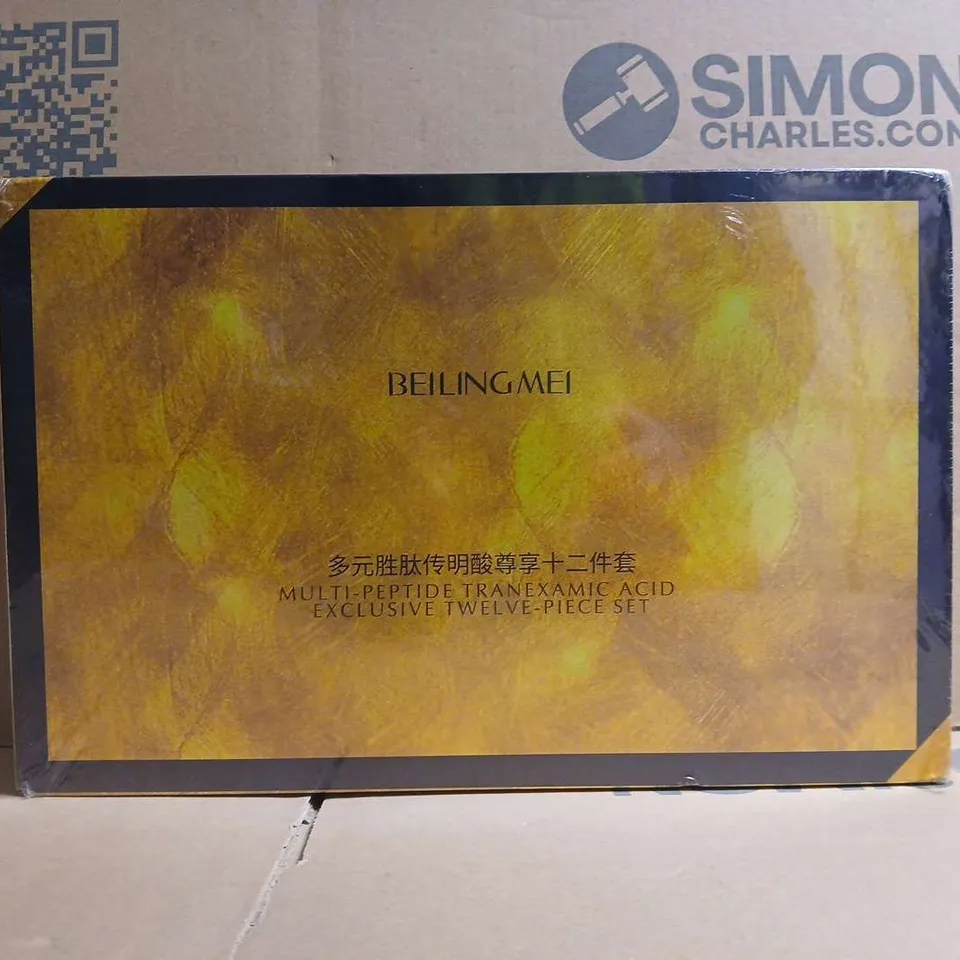 SIMON
CHARLES.COM
BEILINGMEI
多元胜肽传明酸尊享十二件套
MULTI-PEPTIDE TRANEXAMIC ACID
EXCLUSIVE TWELVE-PIECE SET